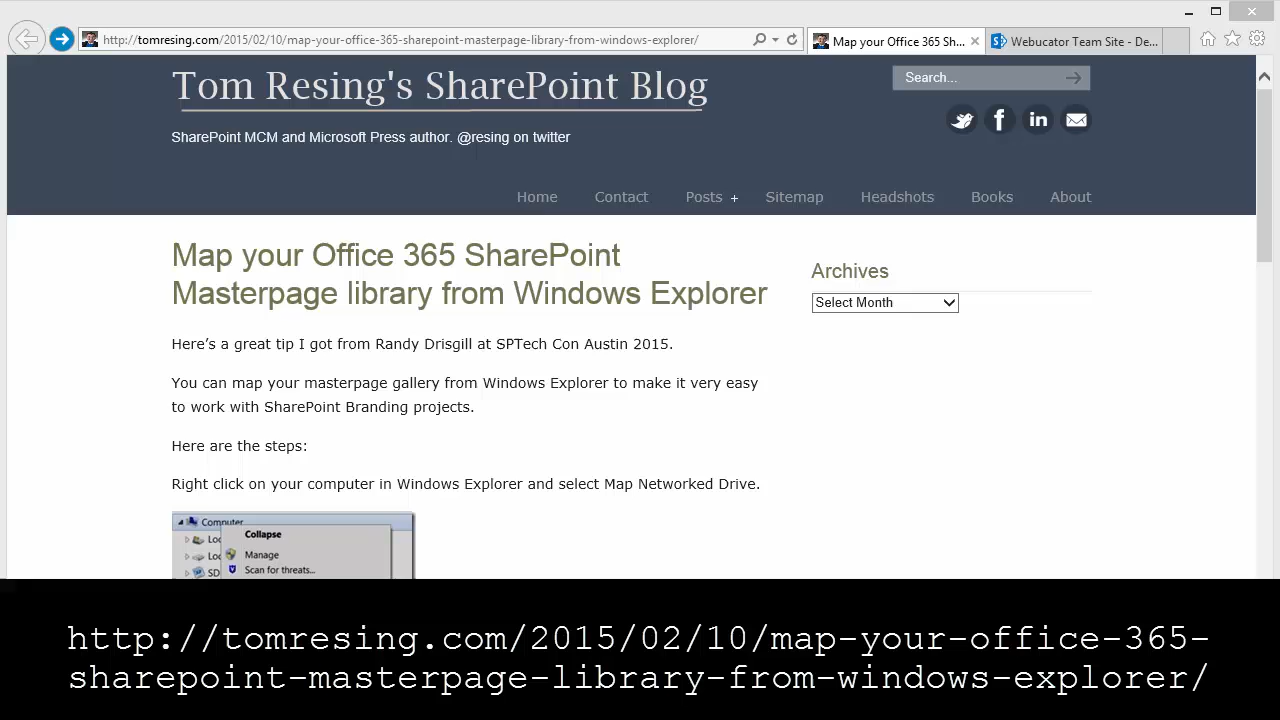 http://tomresing.com/2015/02/10/map-your-office-365-sharepoint-masterpage-library-from-windows-explorer/
Map your Office 365 Sh...
Webucator Team Site - De...
Tom Resing's SharePoint Blog
Search...
SharePoint MCM and Microsoft Press author. @resing on twitter
Home Contact Posts + Sitemap Headshots Books About
Map your Office 365 SharePoint
Masterpage library from Windows Explorer
Archives
Select Month
Here's a great tip I got from Randy Drisgill at SPTech Con Austin 2015.
You can map your masterpage gallery from Windows Explorer to make it very easy
to work with SharePoint Branding projects.
Here are the steps:
Right click on your computer in Windows Explorer and select Map Networked Drive.
Computer
Collapse
Manage
Scan for threats...
http://tomresing.com/2015/02/10/map-your-office-365-
sharepoint-masterpage-library-from-windows-explorer/